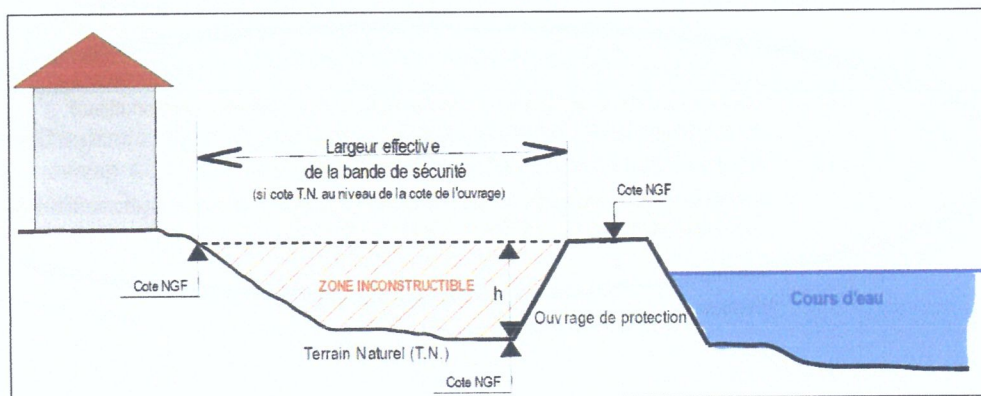 Largeur effective
de la bande de sécurité
(si cote T.N. au niveau de la cote de l'ouvrage)
Cote NGF
Cote NGF
ZONE INCONSTRUCTIBLE
h
Ouvrage de protection
Cours d'eau
Terrain Naturel (T.N.)
Cote NGF